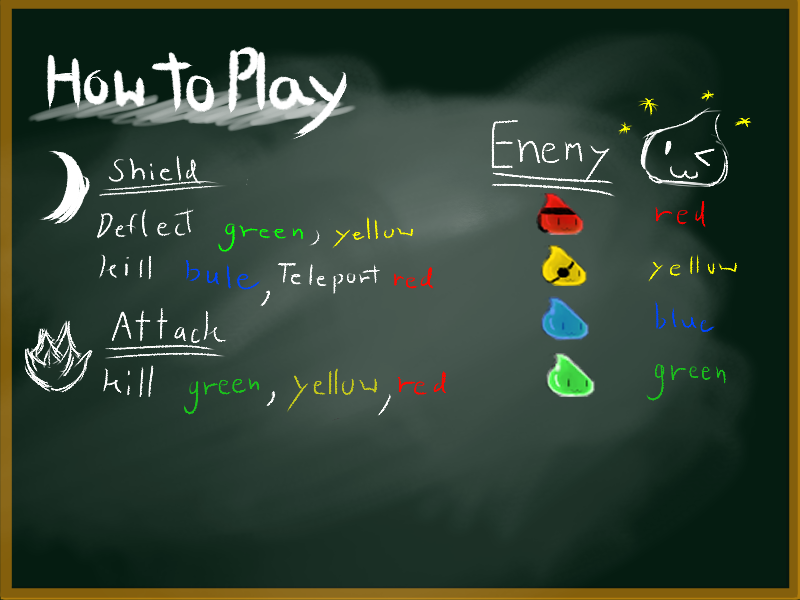 How To Play
Shield
Deflect green, yellow
kill bule, Teleport red
Attack
kill green, yellow, red
Enemy
red
yellow
blue
green